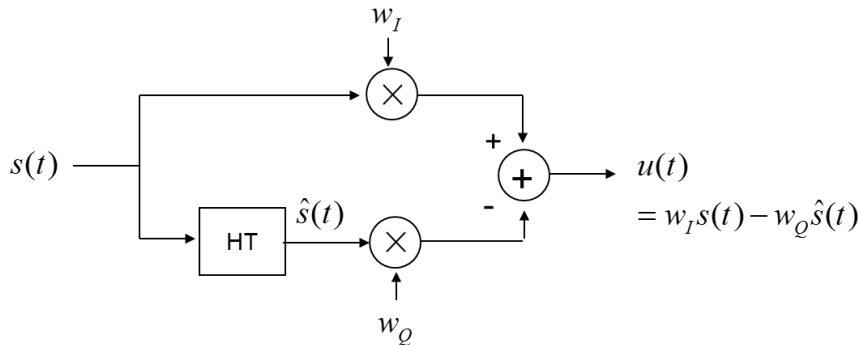 w_I
×
s(t)
+
+
-
u(t)
= w_I s(t) − w_Q ŝ(t)
HT
ŝ(t)
×
w_Q